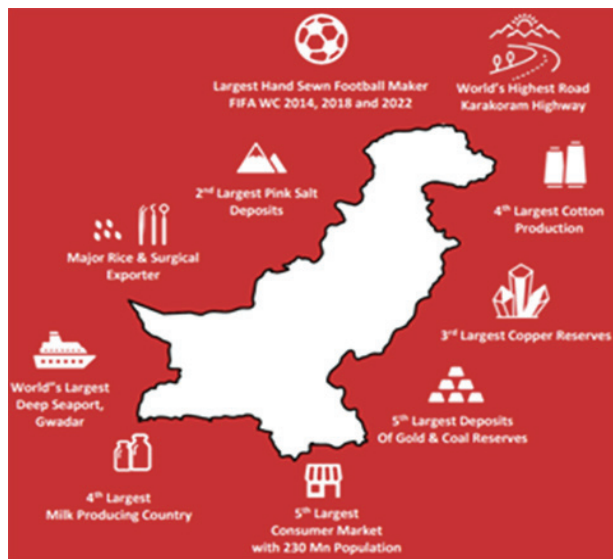 Largest Hand Sewn Football Maker
FIFA WC 2014, 2018 and 2022
World's Highest Road
Karakoram Highway
2nd Largest Pink Salt
Deposits
4th Largest Cotton
Production
Major Rice & Surgical
Exporter
3rd Largest Copper Reserves
World"s Largest
Deep Seaport,
Gwadar
5th Largest Deposits
Of Gold & Coal Reserves
4th Largest
Milk Producing Country
5th Largest
Consumer Market
with 230 Mn Population